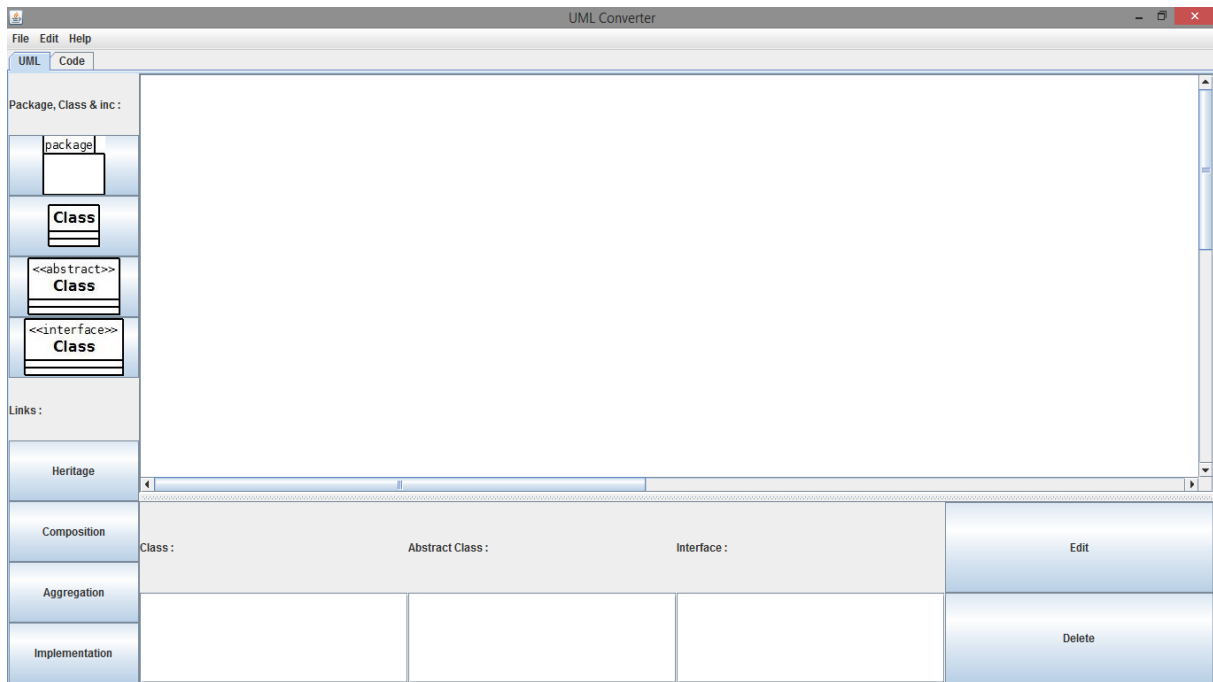 UML Converter
File Edit Help
UML Code
Package, Class & inc :
package
Class
<<abstract>>
Class
<<interface>>
Class
Links :
Heritage
Composition
Aggregation
Implementation
Class : Abstract Class : Interface : Edit
Delete